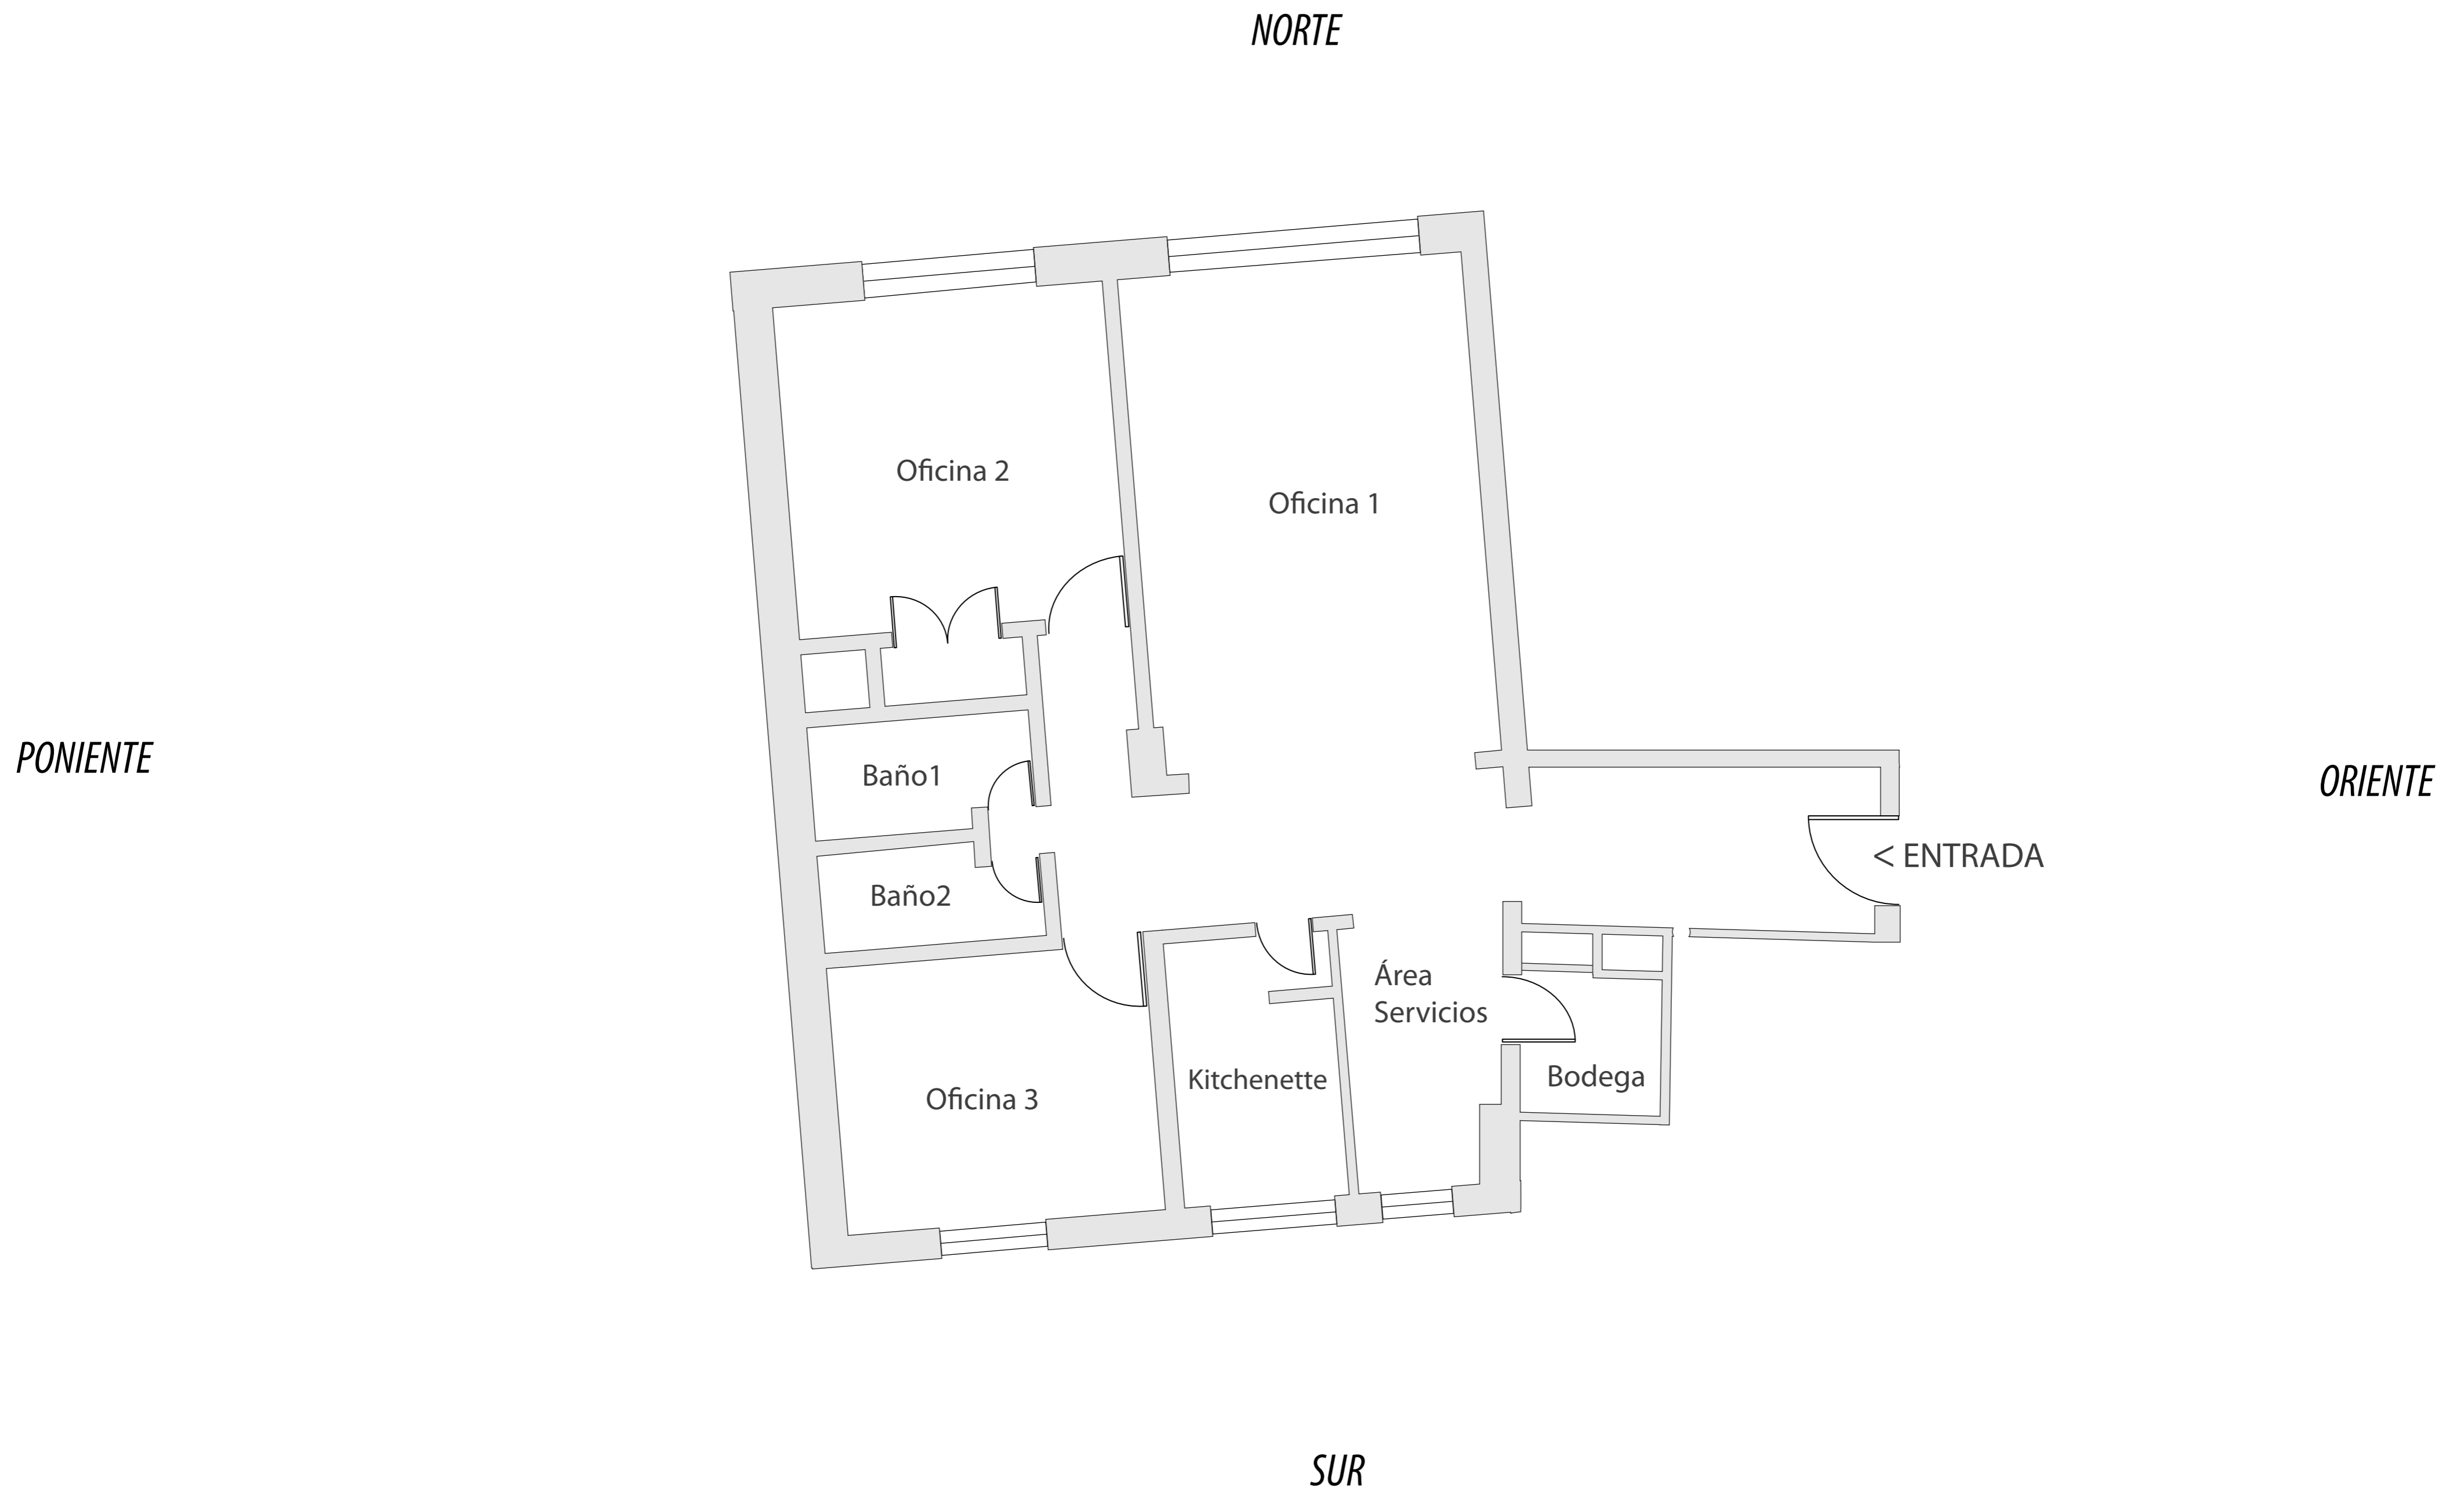 NORTE
Oficina 2
Oficina 1
PONIENTE
Baño1
ORIENTE
< ENTRADA
Baño2
Área
Servicios
Kitchenette
Bodega
Oficina 3
SUR